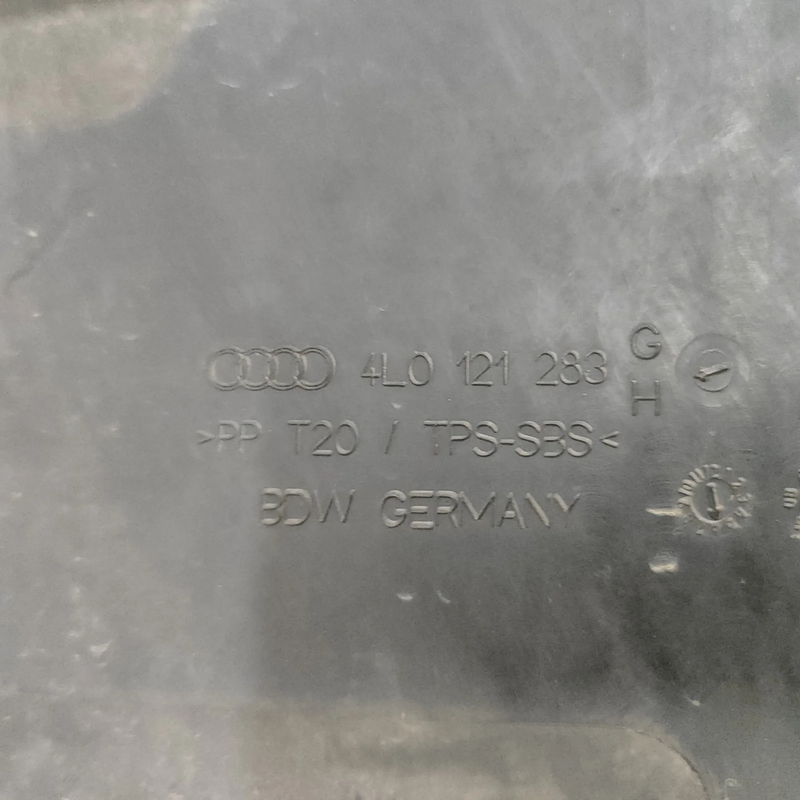 4L0 121 283 G
H
>PP T20 / TPS-SBS<
BDW GERMANY